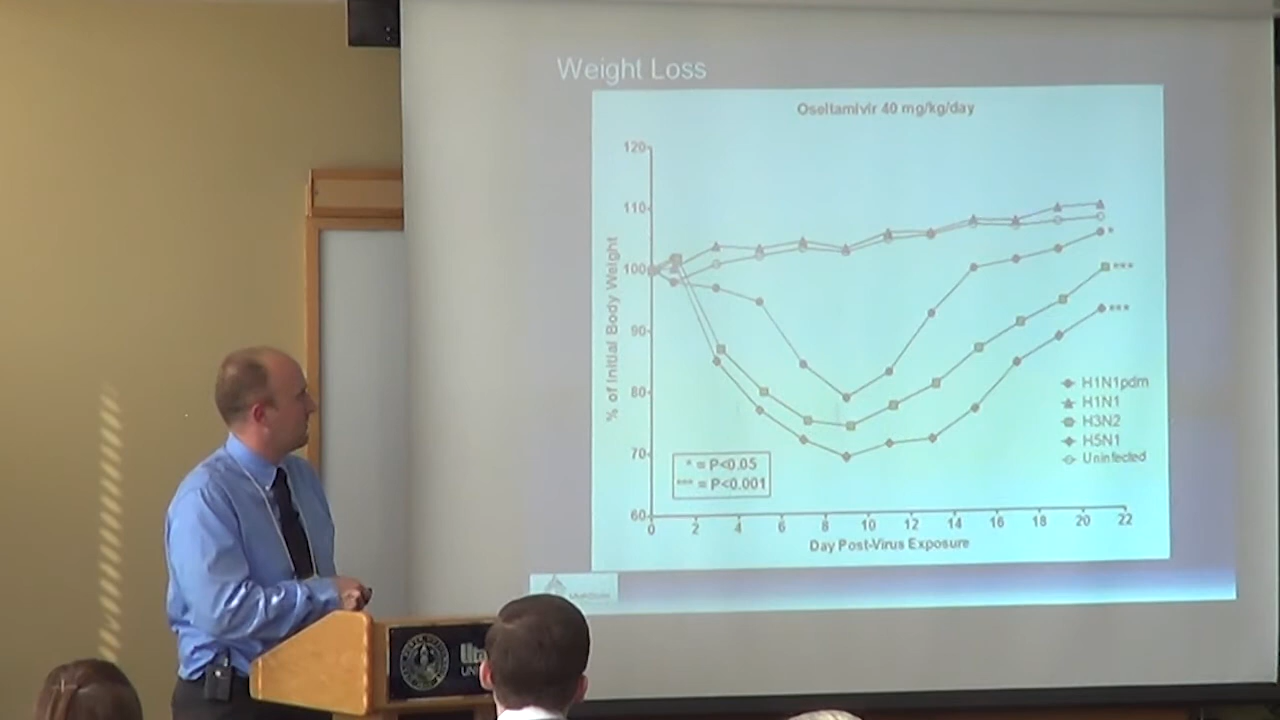 Weight Loss
Oseltamivir 40 mg/kg/day
120
110
100
90
80
70
60
% of Initial Body Weight
0 2 4 6 8 10 12 14 16 18 20 22
Day Post-Virus Exposure
*
***
***
H1N1pdm
H1N1
H3N2
H5N1
Uninfected
* = P<0.05
*** = P<0.001